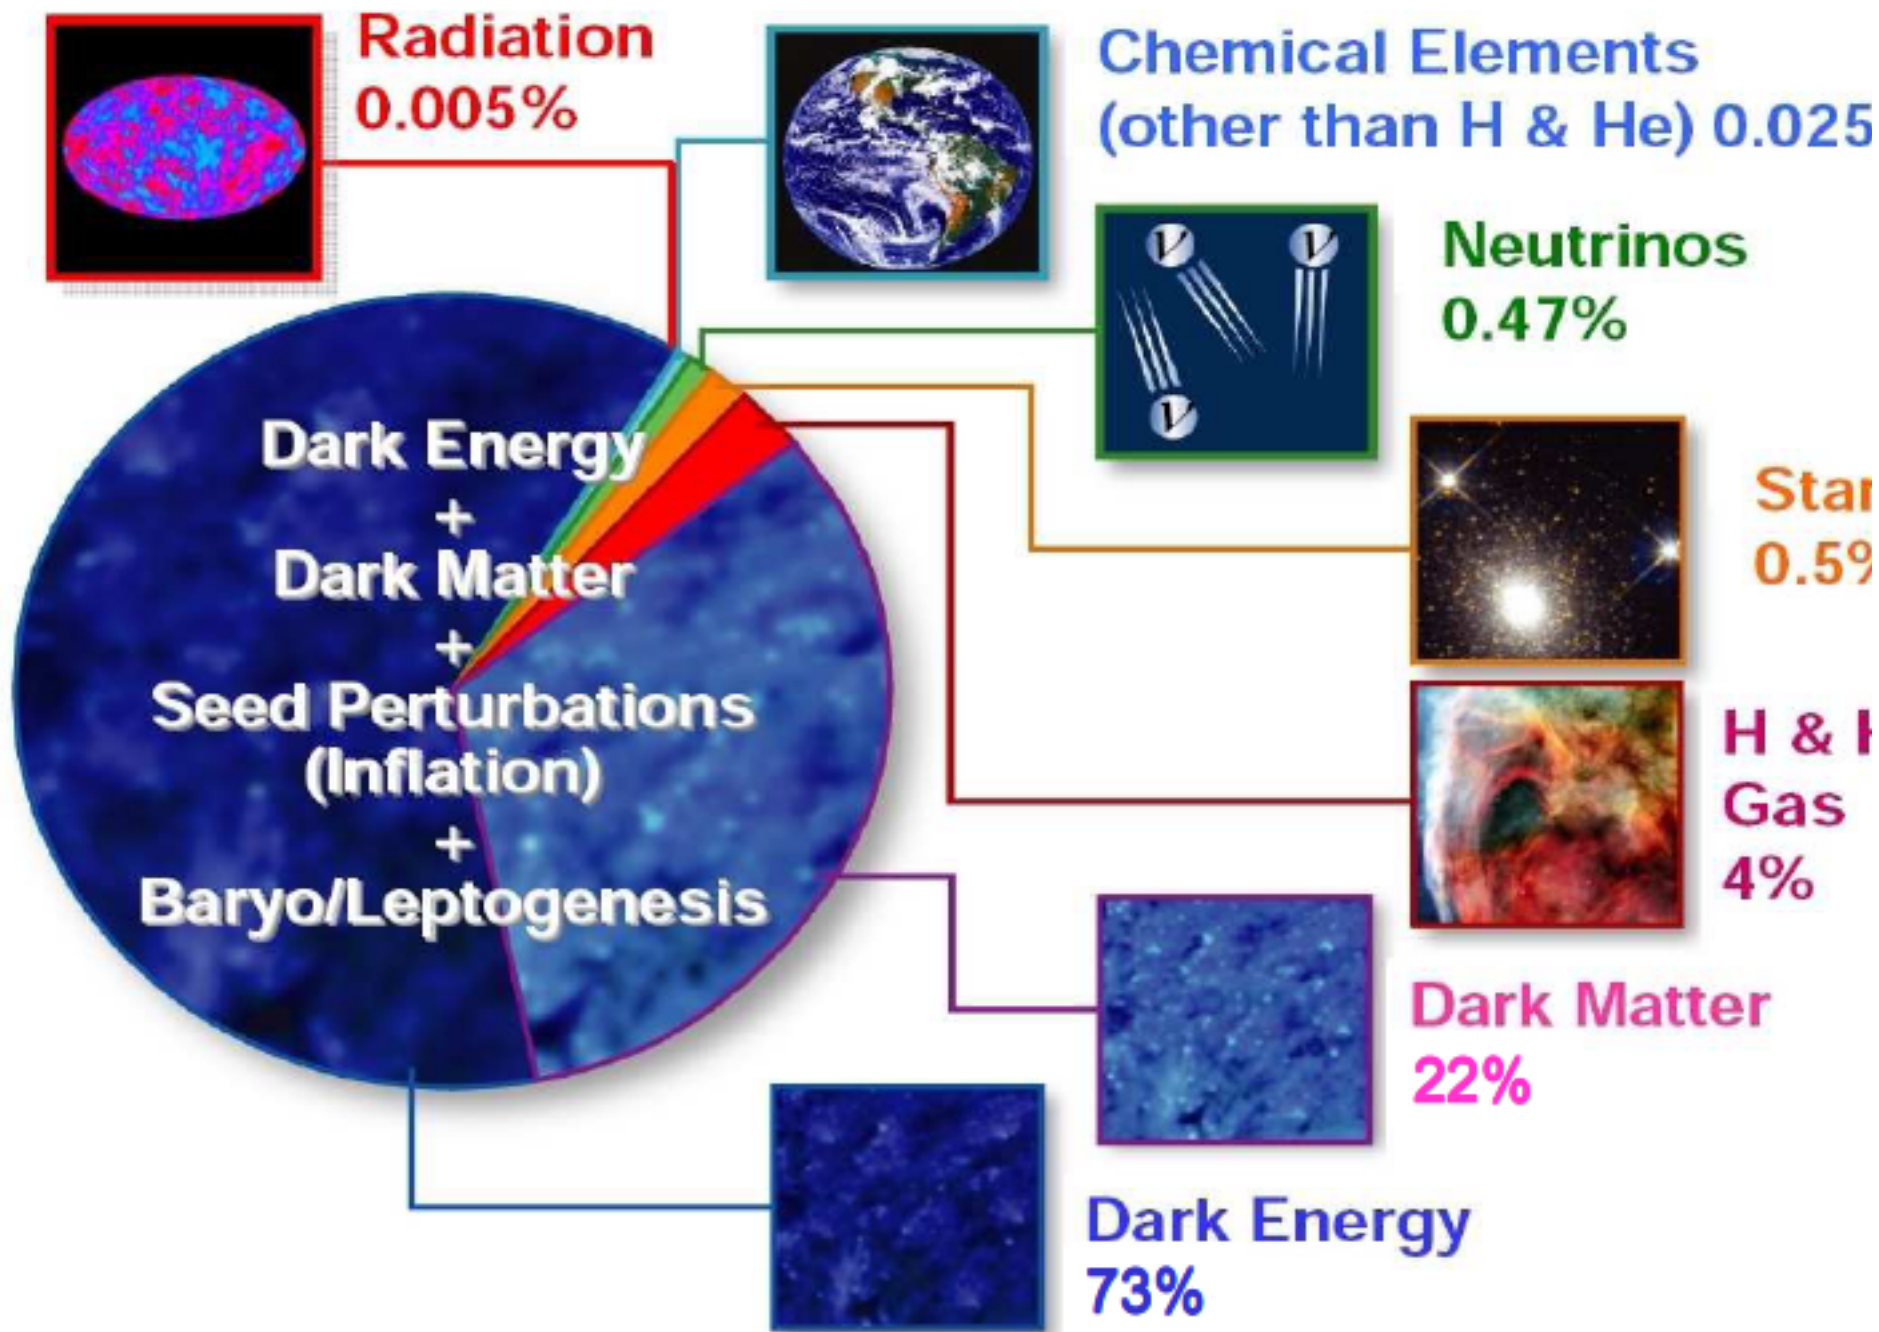 Radiation
0.005%
Chemical Elements
(other than H & He) 0.025
Neutrinos
0.47%
ν ν
ν
Star
0.5%
H & H
Gas
4%
Dark Matter
22%
Dark Energy
73%
Dark Energy
+
Dark Matter
+
Seed Perturbations
(Inflation)
+
Baryo/Leptogenesis